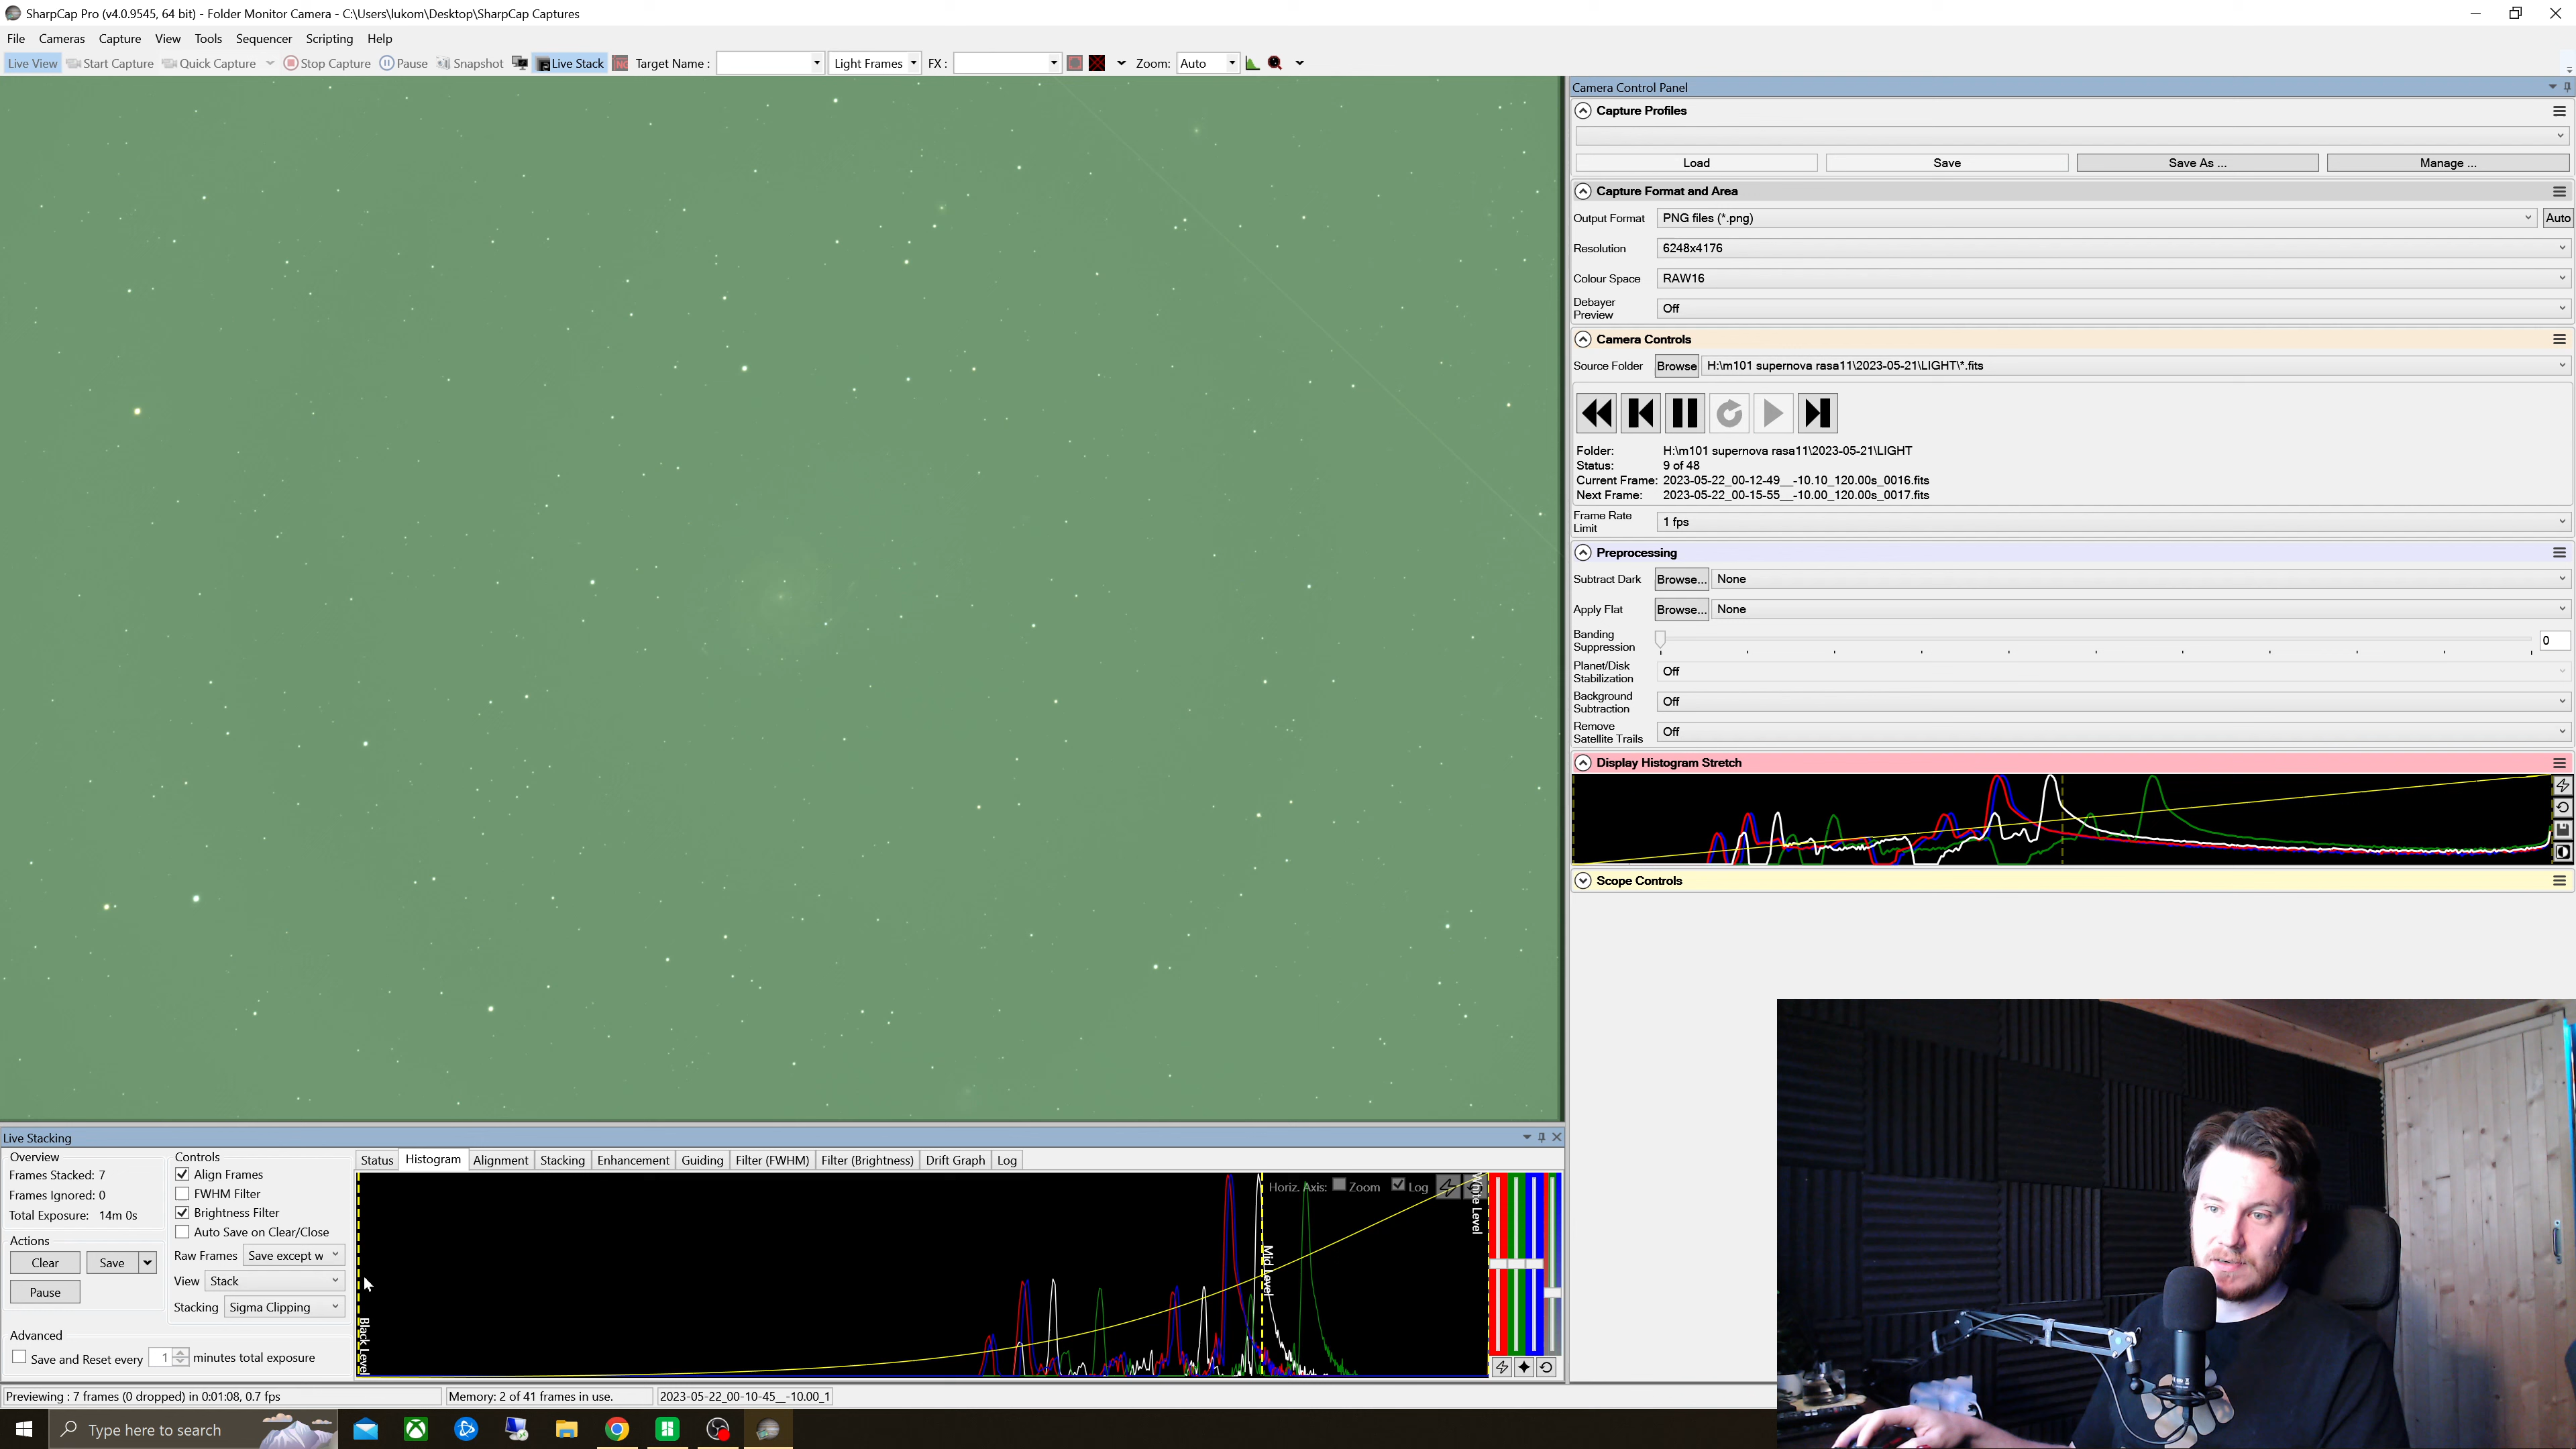 SharpCap Pro (v4.0.9545, 64 bit) - Folder Monitor Camera - C:\Users\lukom\Desktop\SharpCap Captures
File Cameras Capture View Tools Sequencer Scripting Help
Live View Start Capture Quick Capture Stop Capture Pause Snapshot Live Stack Target Name : Light Frames FX : Zoom: Auto
Camera Control Panel
Capture Profiles
Load Save Save As ... Manage ...
Capture Format and Area
Output Format PNG files (*.png) Auto
Resolution 6248x4176
Colour Space RAW16
Debayer Preview Off
Camera Controls
Source Folder Browse H:\m101 supernova rasa11\2023-05-21\LIGHT\*.fits
Folder: H:\m101 supernova rasa11\2023-05-21\LIGHT
Status: 9 of 48
Current Frame: 2023-05-22_00-12-49__-10.10_120.00s_0016.fits
Next Frame: 2023-05-22_00-15-55__-10.00_120.00s_0017.fits
Frame Rate Limit 1 fps
Preprocessing
Subtract Dark Browse... None
Apply Flat Browse... None
Banding Suppression 0
Planet/Disk Stabilization Off
Background Subtraction Off
Remove Satellite Trails Off
Display Histogram Stretch
Scope Controls
Live Stacking
Overview
Frames Stacked: 7
Frames Ignored: 0
Total Exposure: 14m 0s
Actions
Clear Save
Pause
Controls
Align Frames
FWHM Filter
Brightness Filter
Auto Save on Clear/Close
Raw Frames Save except w
View Stack
Stacking Sigma Clipping
Advanced
Save and Reset every 1 minutes total exposure
Status Histogram Alignment Stacking Enhancement Guiding Filter (FWHM) Filter (Brightness) Drift Graph Log
Horiz. Axis: Zoom Log
Black Level
Mid Level
White Level
Previewing : 7 frames (0 dropped) in 0:01:08, 0.7 fps Memory: 2 of 41 frames in use. 2023-05-22_00-10-45__-10.00_1
Type here to search